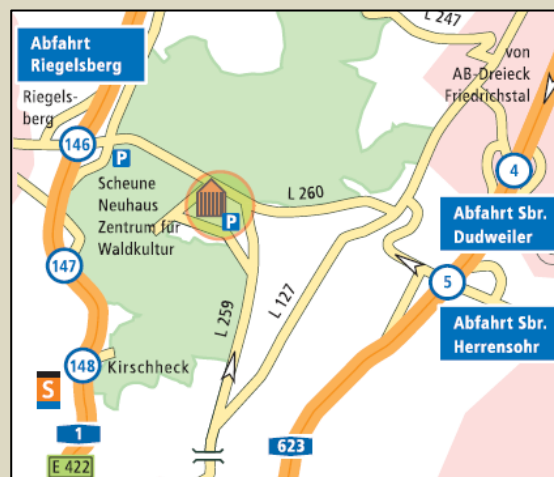 L 247
Abfahrt
Riegelsberg
von
AB-Dreieck
Friedrichstal
Riegels-
berg
146
P
4
Scheune
Neuhaus
Zentrum für
Waldkultur
L 260
P
Abfahrt Sbr.
Dudweiler
147
5
L 259
L 127
Abfahrt Sbr.
Herrensohr
148
Kirschheck
S
1
623
E 422